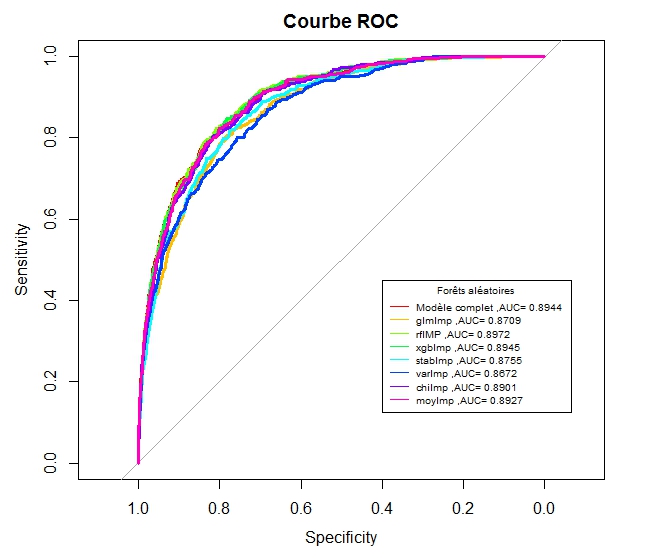 Courbe ROC
Sensitivity
1.0
0.8
0.6
0.4
0.2
0.0
Forêts aléatoires
Modèle complet ,AUC= 0.8944
glmImp ,AUC= 0.8709
rfIMP ,AUC= 0.8972
xgbImp ,AUC= 0.8945
stabImp ,AUC= 0.8755
varImp ,AUC= 0.8672
chiImp ,AUC= 0.8901
moyImp ,AUC= 0.8927
1.0 0.8 0.6 0.4 0.2 0.0
Specificity